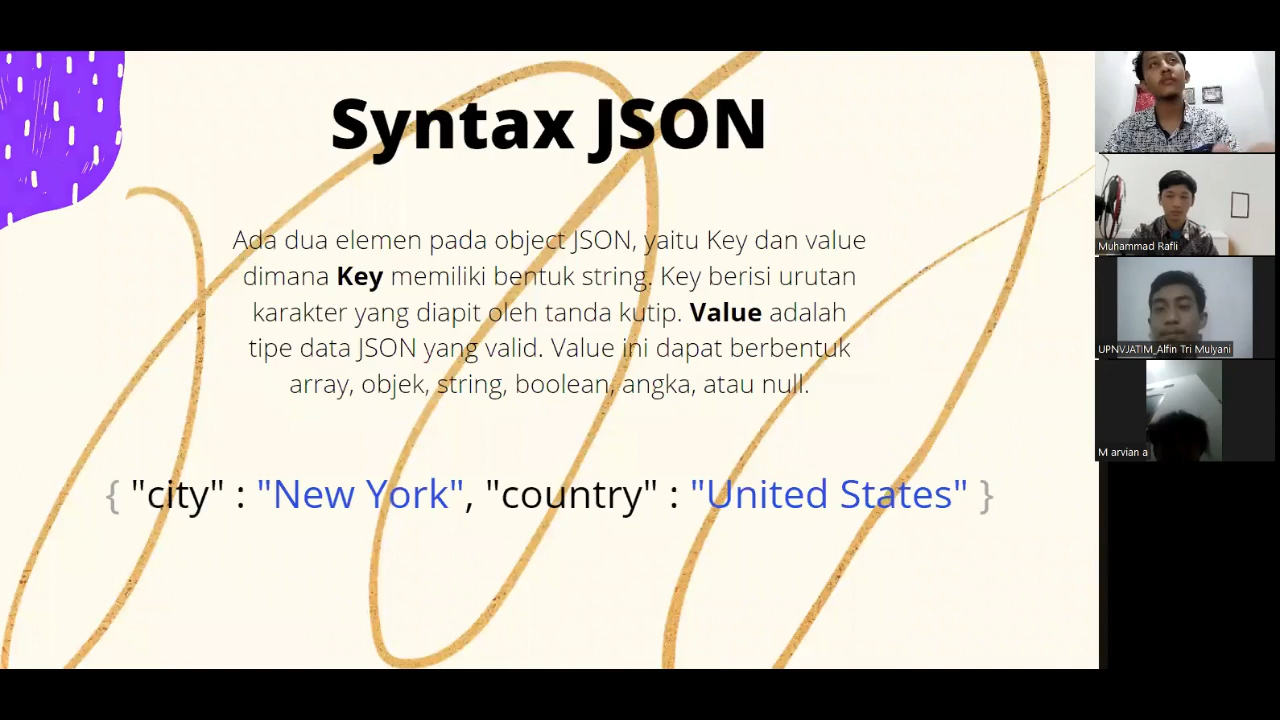 Syntax JSON
Ada dua elemen pada object JSON, yaitu Key dan value
dimana Key memiliki bentuk string. Key berisi urutan
karakter yang diapit oleh tanda kutip. Value adalah
tipe data JSON yang valid. Value ini dapat berbentuk
array, objek, string, boolean, angka, atau null.
{ "city" : "New York", "country" : "United States" }
Muhammad Rafli
UPNVJATIM_Alfin Tri Mulyani
M arvian a